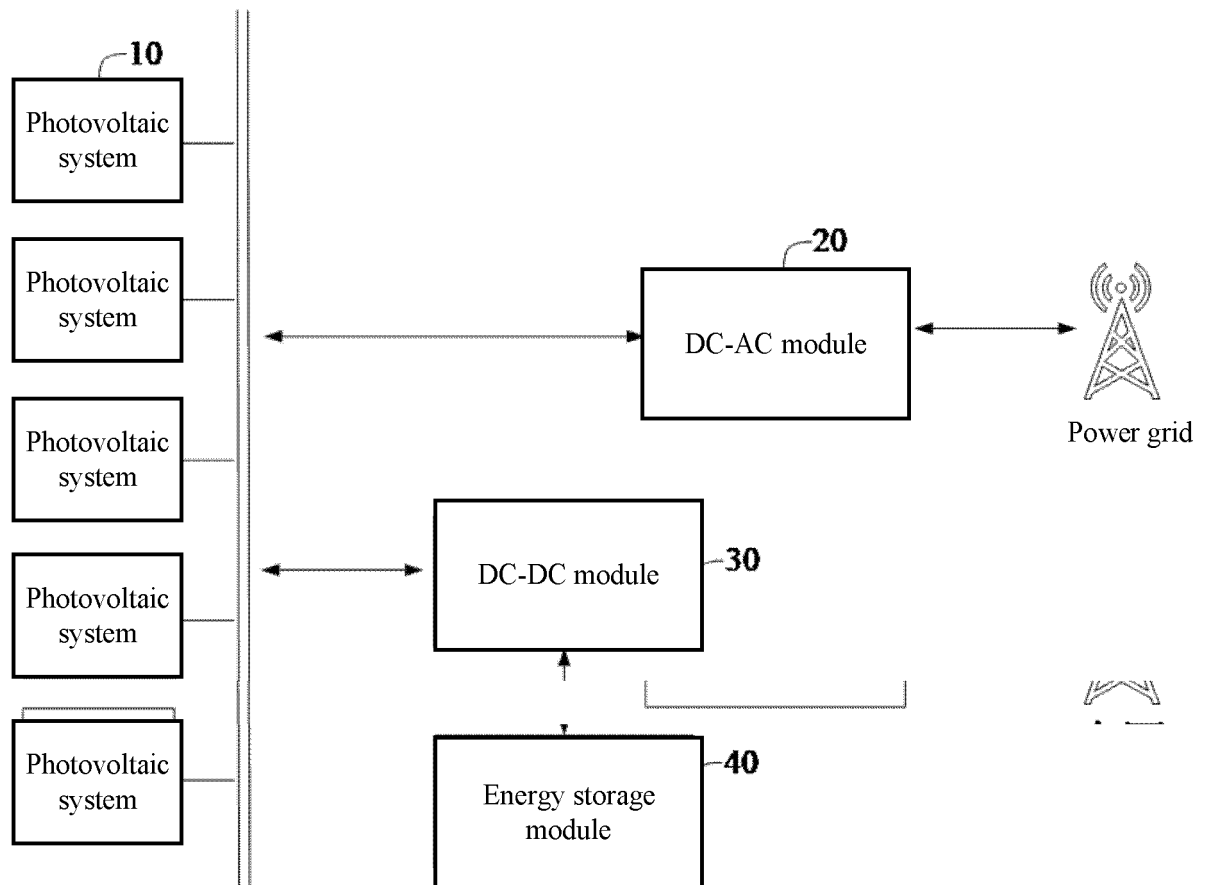 10
Photovoltaic
system
Photovoltaic
system
20
DC-AC module
Power grid
Photovoltaic
system
30
DC-DC module
Photovoltaic
system
40
Photovoltaic
system
Energy storage
module